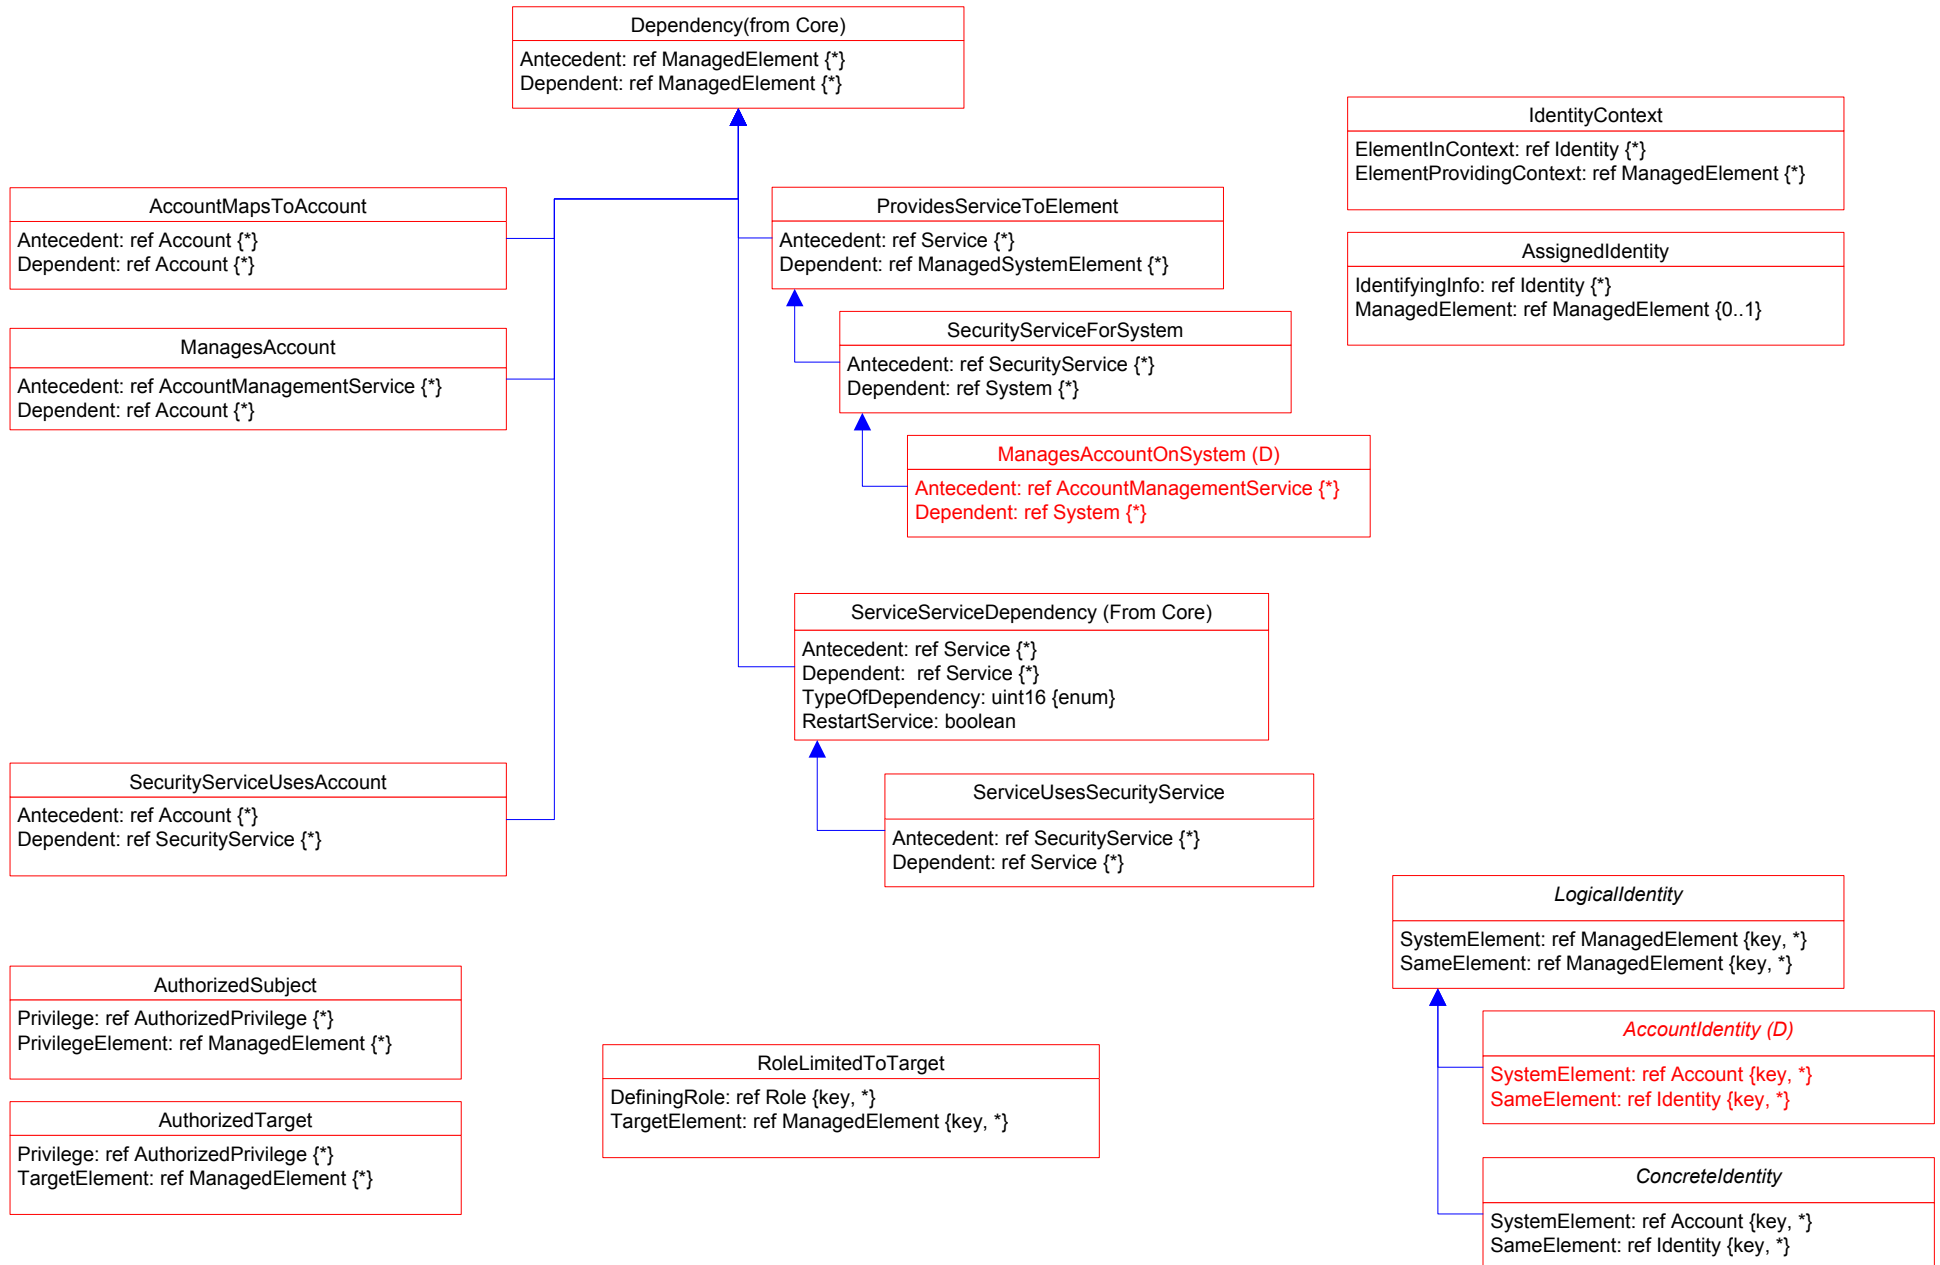 Dependency(from Core)
Antecedent: ref ManagedElement {*}
Dependent: ref ManagedElement {*}
IdentityContext
ElementInContext: ref Identity {*}
ElementProvidingContext: ref ManagedElement {*}
AccountMapsToAccount
Antecedent: ref Account {*}
Dependent: ref Account {*}
ProvidesServiceToElement
Antecedent: ref Service {*}
Dependent: ref ManagedSystemElement {*}
AssignedIdentity
IdentifyingInfo: ref Identity {*}
ManagedElement: ref ManagedElement {0..1}
ManagesAccount
Antecedent: ref AccountManagementService {*}
Dependent: ref Account {*}
SecurityServiceForSystem
Antecedent: ref SecurityService {*}
Dependent: ref System {*}
ManagesAccountOnSystem (D)
Antecedent: ref AccountManagementService {*}
Dependent: ref System {*}
ServiceServiceDependency (From Core)
Antecedent: ref Service {*}
Dependent:  ref Service {*}
TypeOfDependency: uint16 {enum}
RestartService: boolean
SecurityServiceUsesAccount
Antecedent: ref Account {*}
Dependent: ref SecurityService {*}
ServiceUsesSecurityService
Antecedent: ref SecurityService {*}
Dependent: ref Service {*}
LogicalIdentity
SystemElement: ref ManagedElement {key, *}
SameElement: ref ManagedElement {key, *}
AuthorizedSubject
Privilege: ref AuthorizedPrivilege {*}
PrivilegeElement: ref ManagedElement {*}
AccountIdentity (D)
SystemElement: ref Account {key, *}
SameElement: ref Identity {key, *}
RoleLimitedToTarget
DefiningRole: ref Role {key, *}
TargetElement: ref ManagedElement {key, *}
AuthorizedTarget
Privilege: ref AuthorizedPrivilege {*}
TargetElement: ref ManagedElement {*}
ConcreteIdentity
SystemElement: ref Account {key, *}
SameElement: ref Identity {key, *}